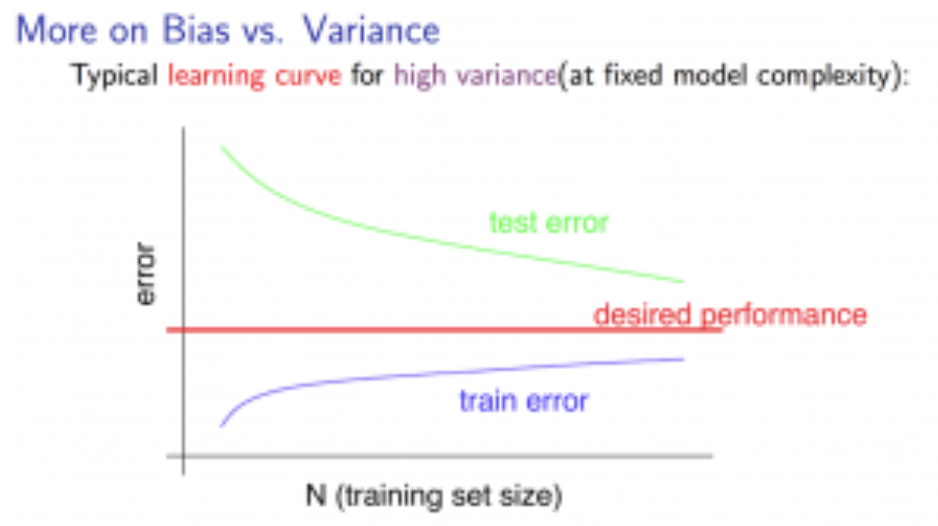 More on Bias vs. Variance
Typical learning curve for high variance(at fixed model complexity):
test error
error
desired performance
train error
N (training set size)